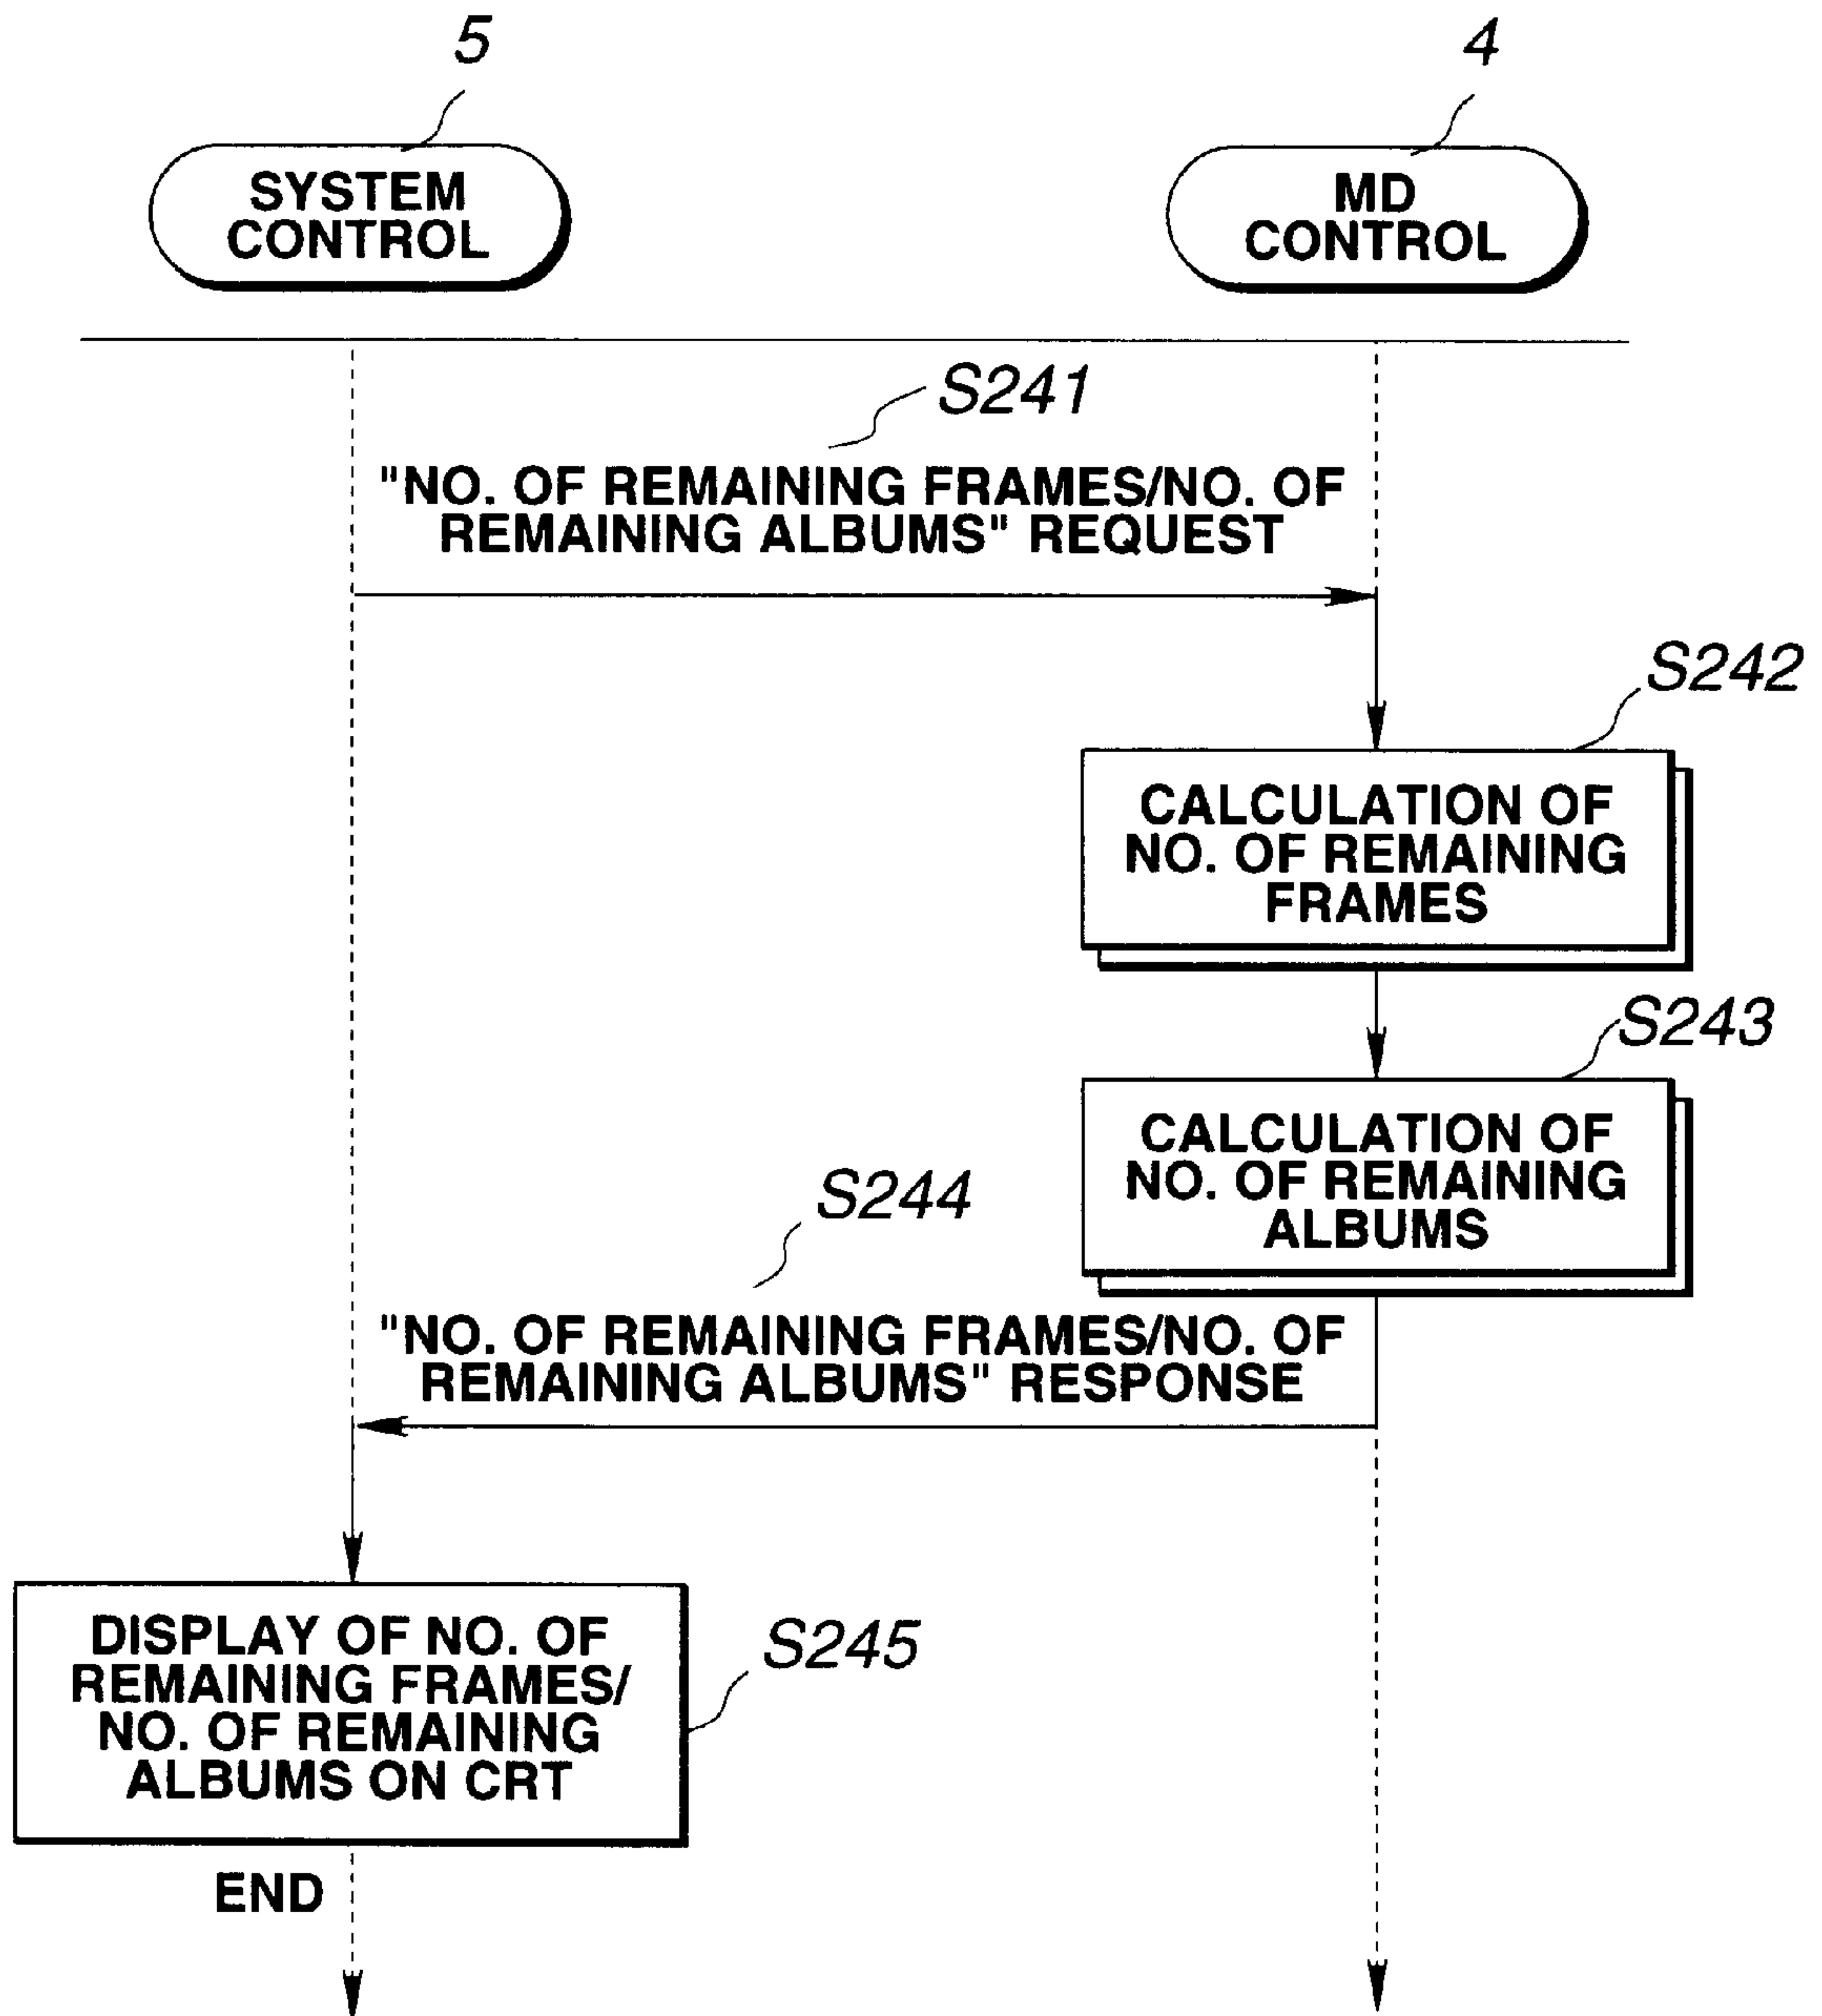 5
4
SYSTEM
CONTROL
MD
CONTROL
S241
"NO. OF REMAINING FRAMES/NO. OF
REMAINING ALBUMS" REQUEST
S242
CALCULATION OF
NO. OF REMAINING
FRAMES
S243
CALCULATION OF
NO. OF REMAINING
ALBUMS
S244
"NO. OF REMAINING FRAMES/NO. OF
REMAINING ALBUMS" RESPONSE
DISPLAY OF NO. OF
REMAINING FRAMES/
NO. OF REMAINING
ALBUMS ON CRT
S245
END